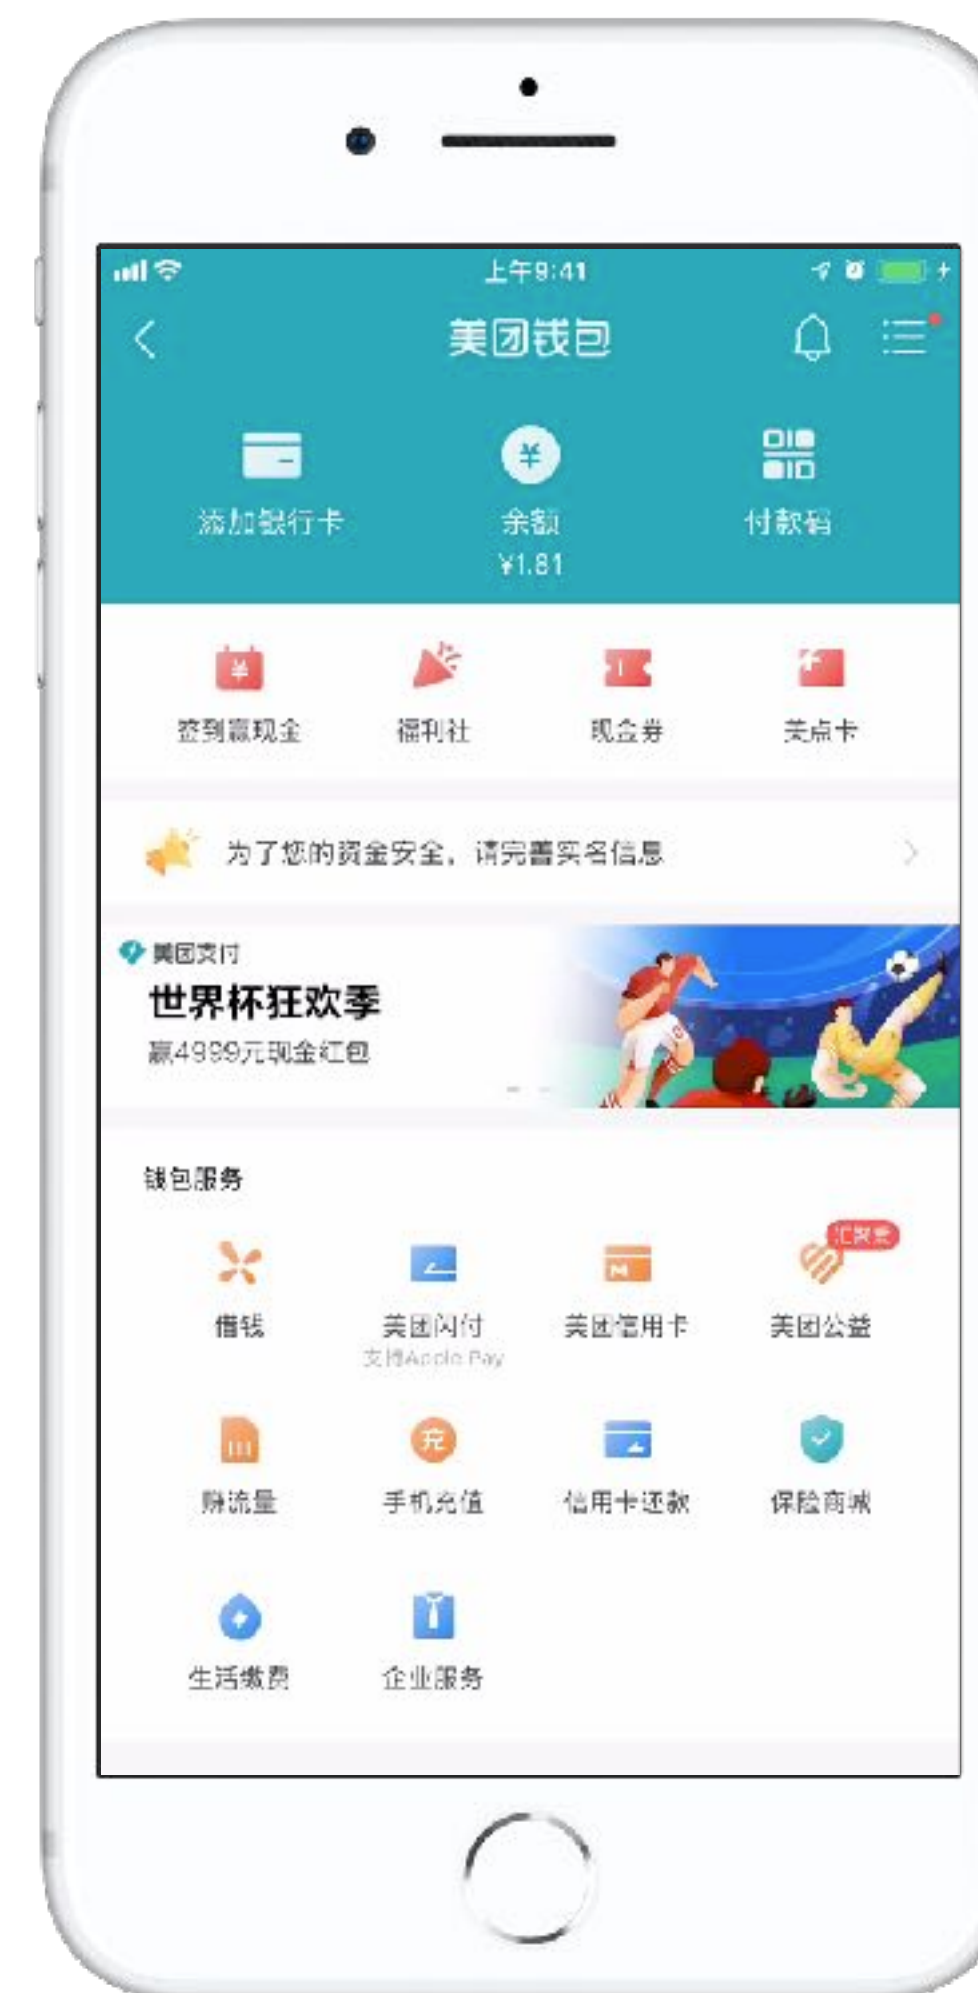 上午9:41
美团钱包
添加银行卡 余额 付款码
¥1.81
签到赢现金 福利社 现金券 美点卡
为了您的资金安全，请完善实名信息
美团支付
世界杯狂欢季
赢4999元现金红包
钱包服务
汇聚爱
借钱 美团闪付 美团信用卡 美团公益
支持Apple Pay
充
赚流量 手机充值 信用卡还款 保险商城
生活缴费 企业服务